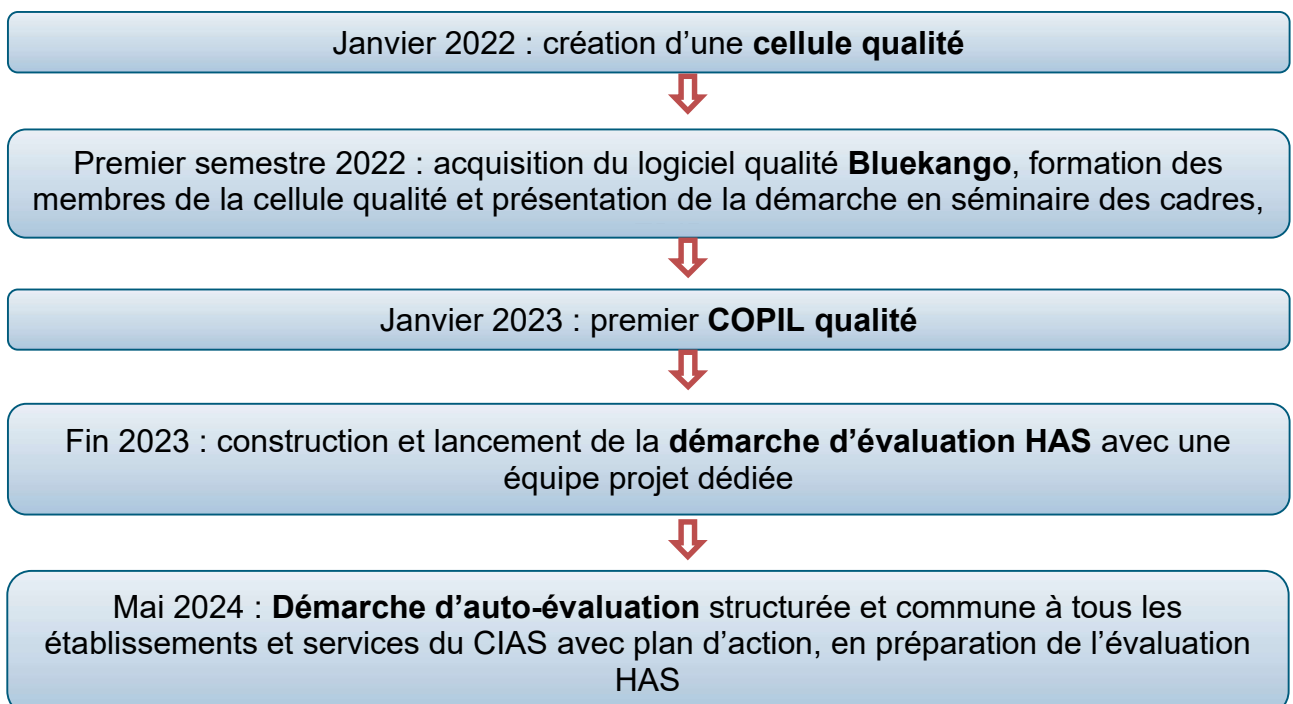 Janvier 2022 : création d’une cellule qualité
Premier semestre 2022 : acquisition du logiciel qualité Bluekango, formation des
membres de la cellule qualité et présentation de la démarche en séminaire des cadres,
Janvier 2023 : premier COPIL qualité
Fin 2023 : construction et lancement de la démarche d’évaluation HAS avec une
équipe projet dédiée
Mai 2024 : Démarche d’auto-évaluation structurée et commune à tous les
établissements et services du CIAS avec plan d’action, en préparation de l’évaluation
HAS